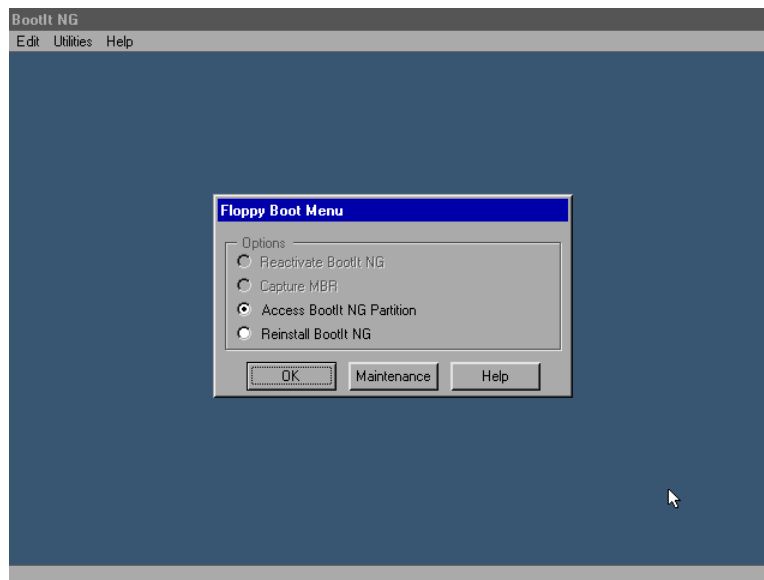 BootIt NG
Edit Utilities Help
Floppy Boot Menu
Options
Reactivate BootIt NG
Capture MBR
Access BootIt NG Partition
Reinstall BootIt NG
OK Maintenance Help